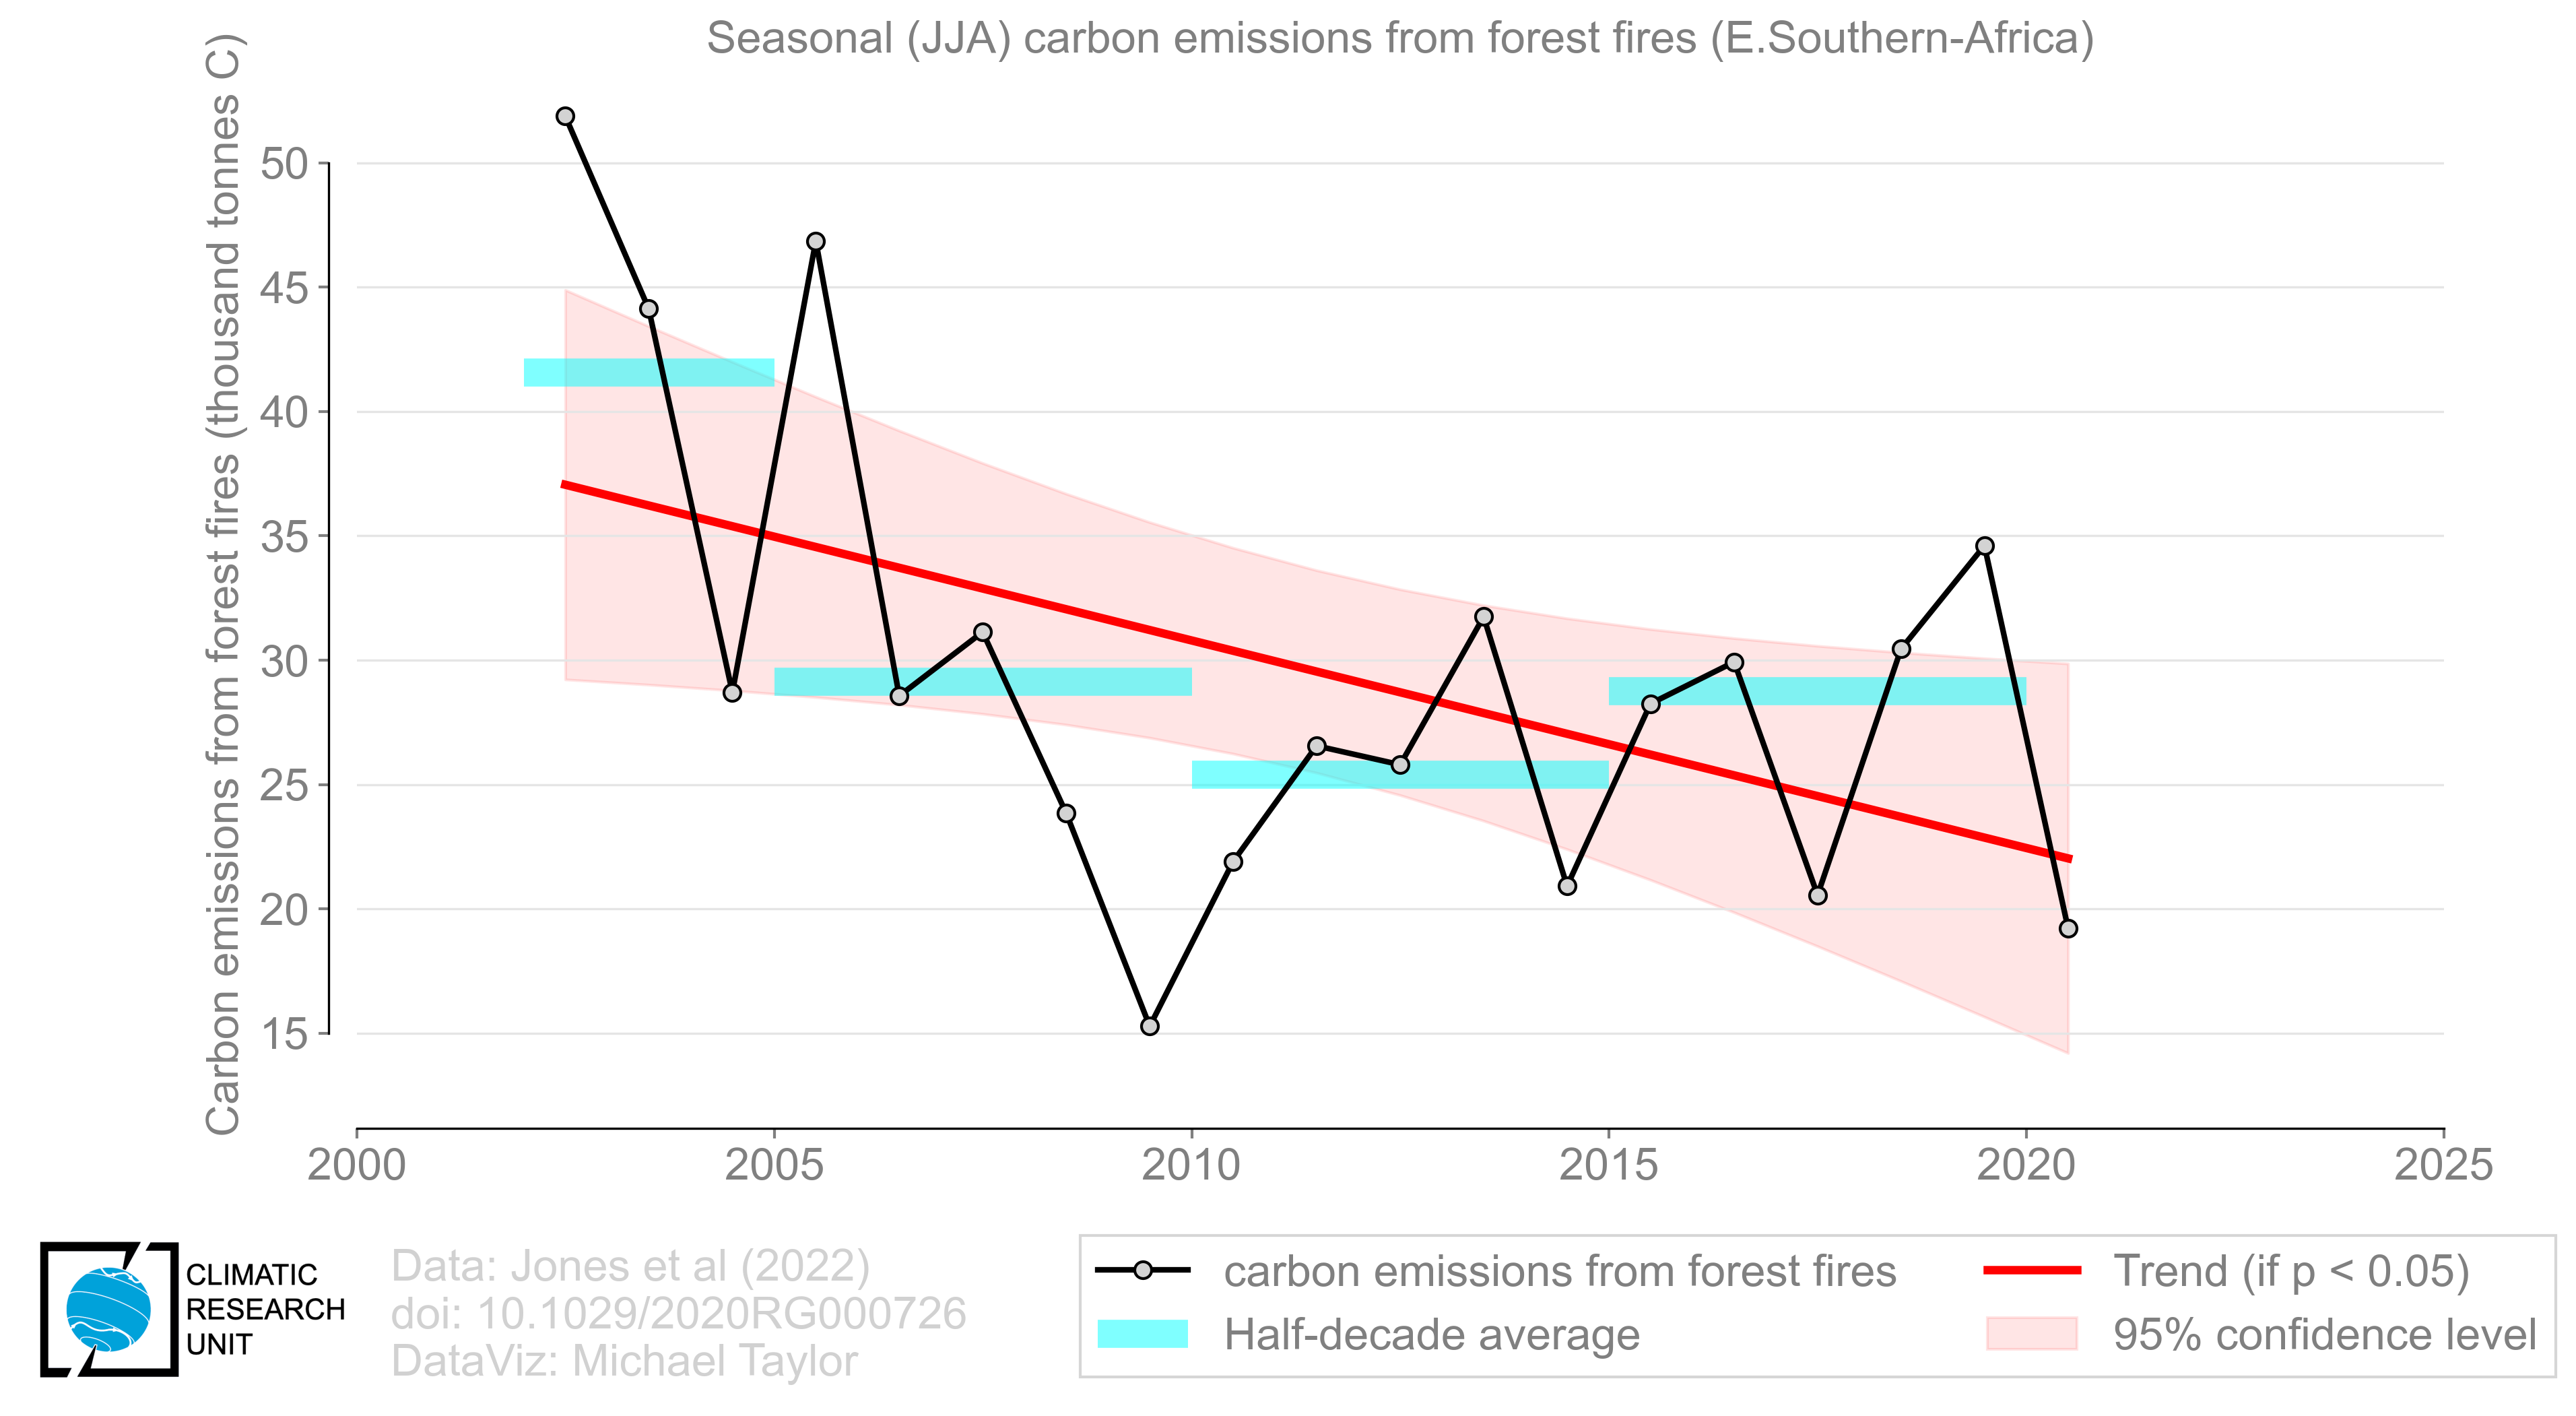 Seasonal (JJA) carbon emissions from forest fires (E.Southern-Africa)
Carbon emissions from forest fires (thousand tonnes C)
50
45
40
35
30
25
20
15
2000 2005 2010 2015 2020 2025
CLIMATIC
RESEARCH
UNIT
Data: Jones et al (2022)
doi: 10.1029/2020RG000726
DataViz: Michael Taylor
carbon emissions from forest fires
Half-decade average
Trend (if p < 0.05)
95% confidence level